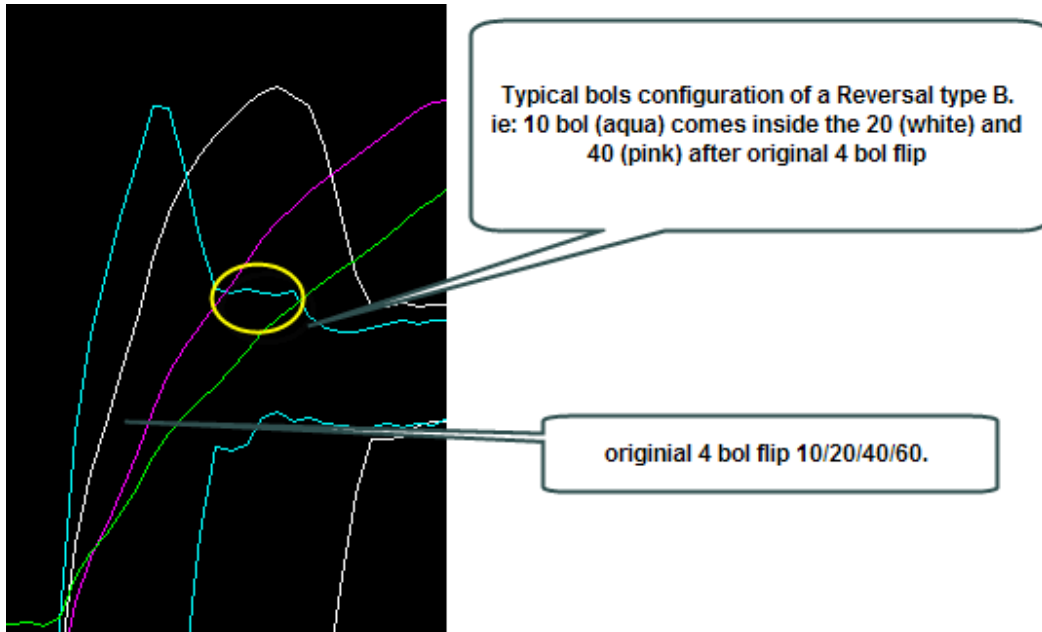 Typical bols configuration of a Reversal type B.
ie: 10 bol (aqua) comes inside the 20 (white) and
40 (pink) after original 4 bol flip
originial 4 bol flip 10/20/40/60.